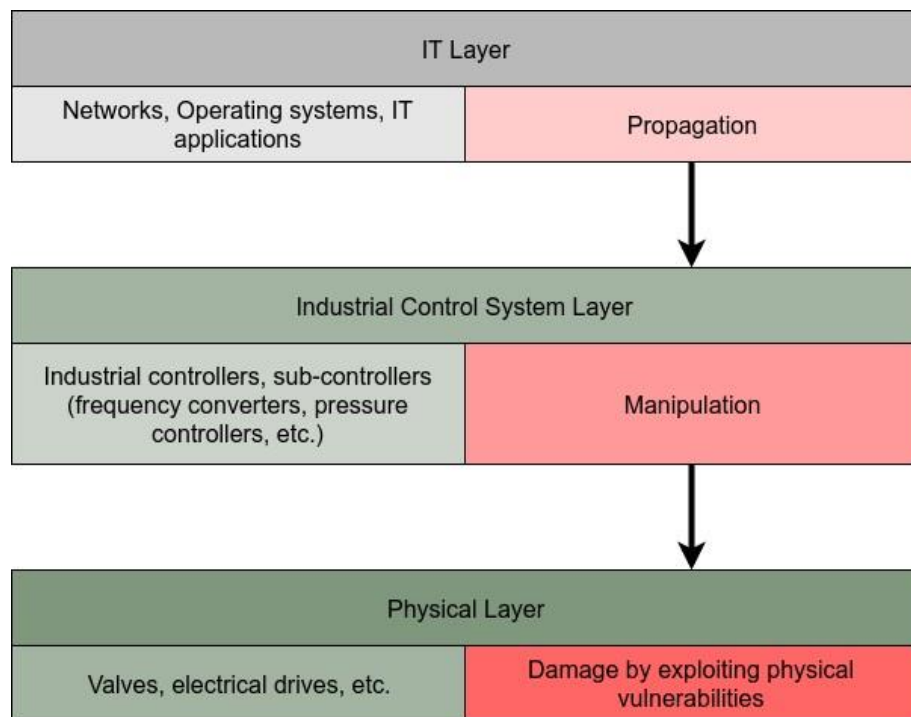 IT Layer
Networks, Operating systems, IT
applications
Propagation
Industrial Control System Layer
Industrial controllers, sub-controllers
(frequency converters, pressure
controllers, etc.)
Manipulation
Physical Layer
Valves, electrical drives, etc.
Damage by exploiting physical
vulnerabilities